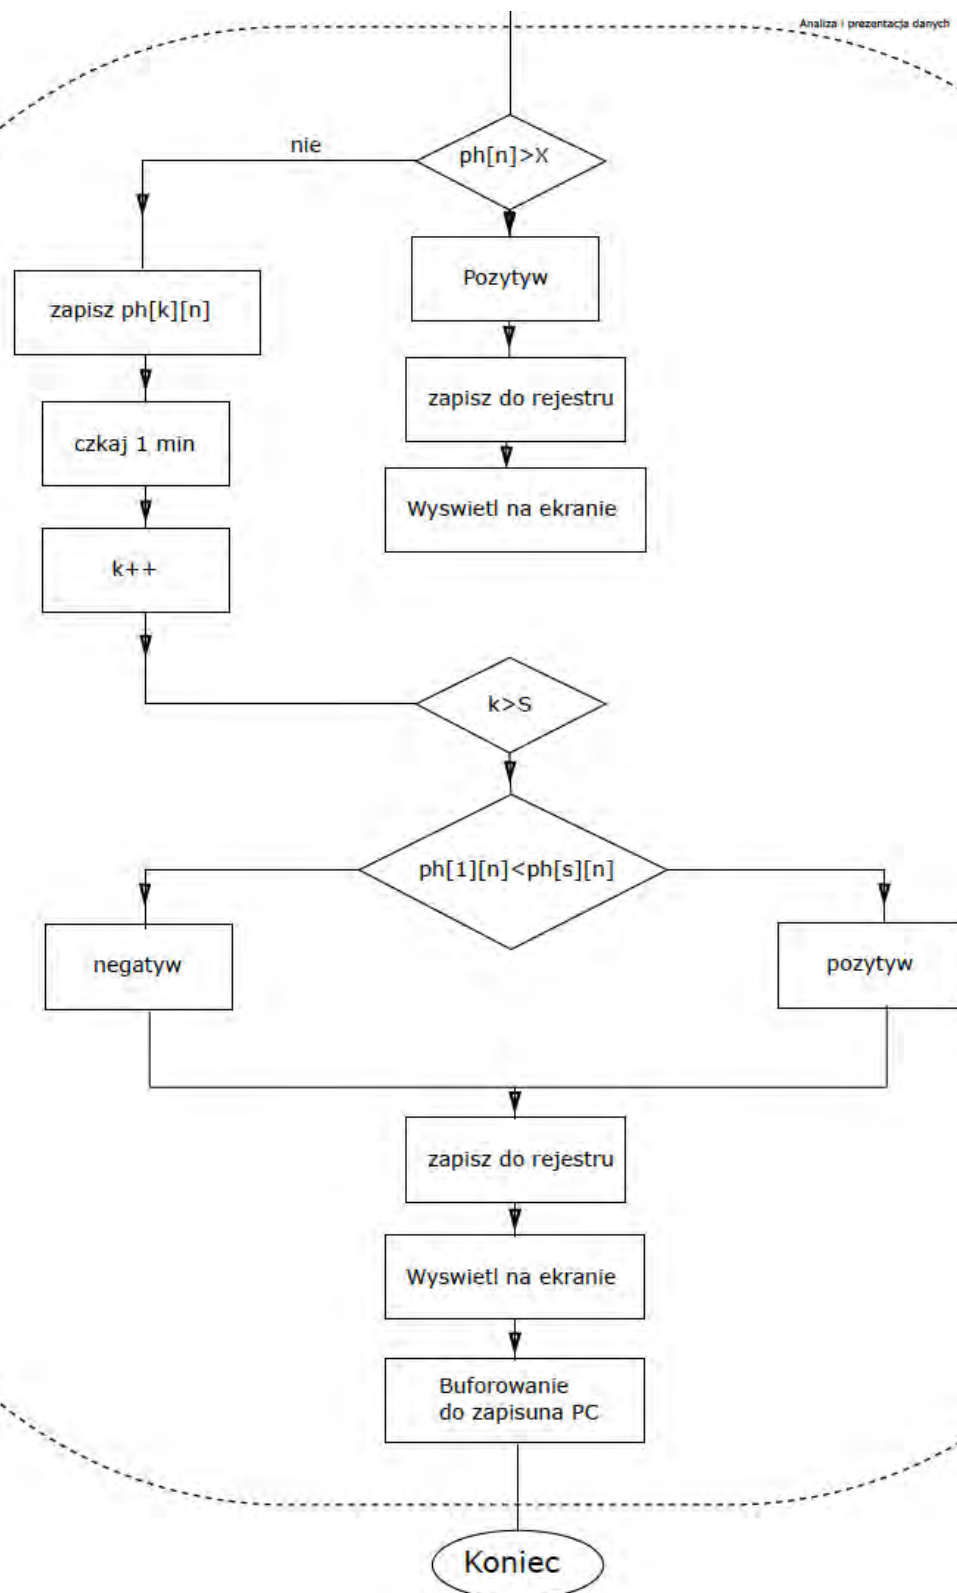 Analiza i prezentacja danych
ph[n]>X
nie
Pozytyw
zapisz ph[k][n]
zapisz do rejestru
czkaj 1 min
Wyswietl na ekranie
k++
k>S
ph[1][n]<ph[s][n]
negatyw
pozytyw
zapisz do rejestru
Wyswietl na ekranie
Buforowanie
do zapisuna PC
Koniec